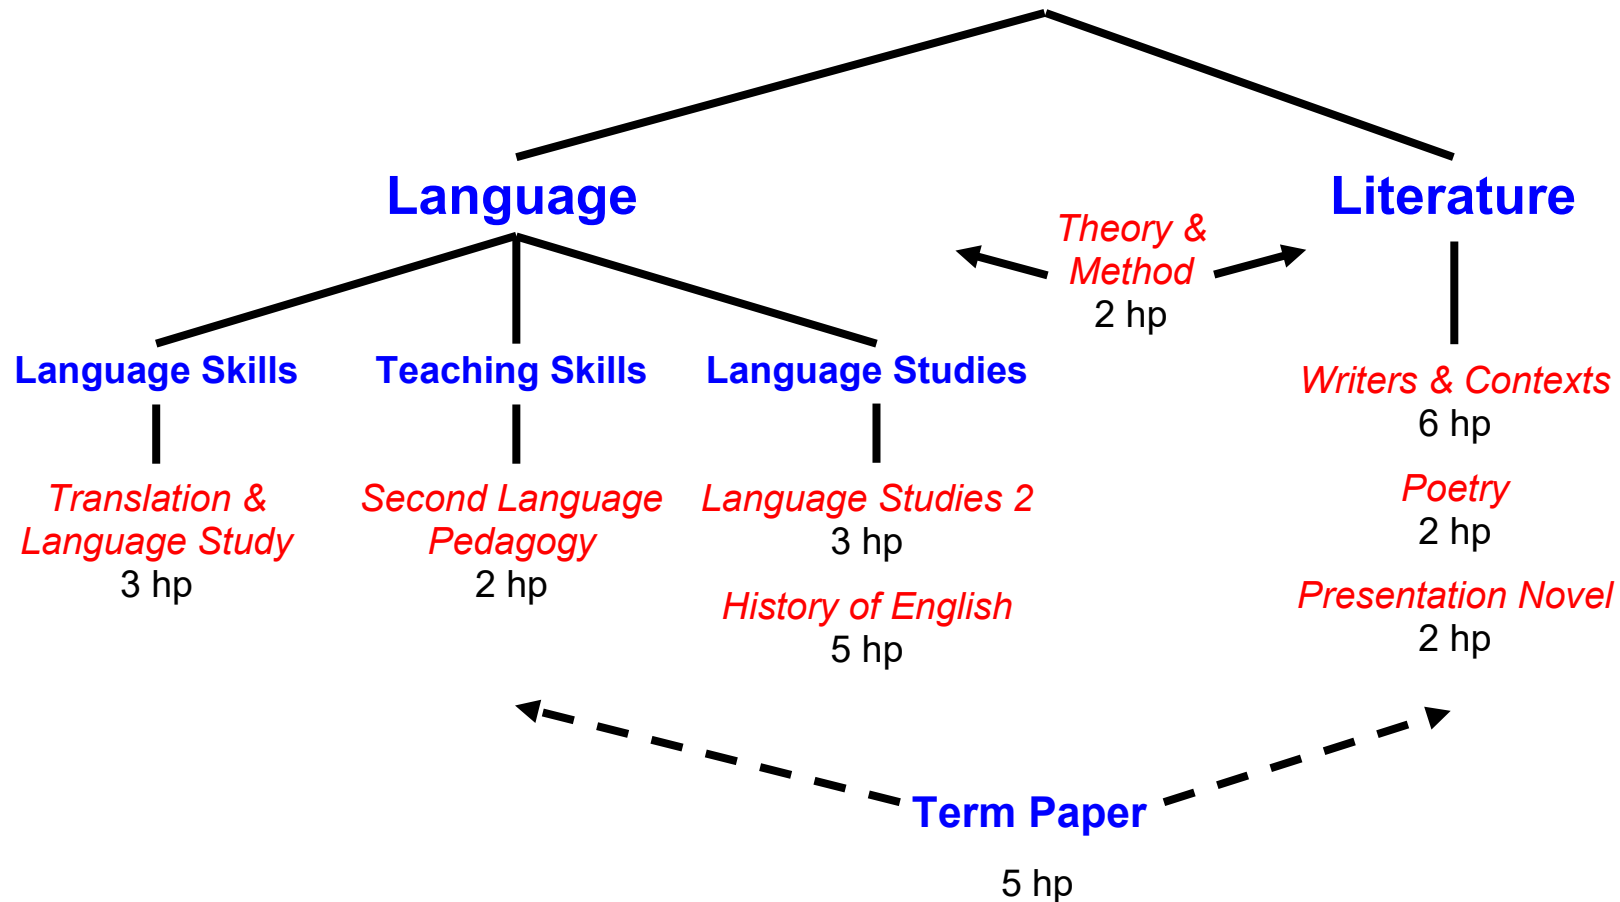 Language
Literature
Theory &
Method
2 hp
Language Skills
Teaching Skills
Language Studies
Translation &
Language Study
3 hp
Second Language
Pedagogy
2 hp
Language Studies 2
3 hp
History of English
5 hp
Writers & Contexts
6 hp
Poetry
2 hp
Presentation Novel
2 hp
Term Paper
5 hp